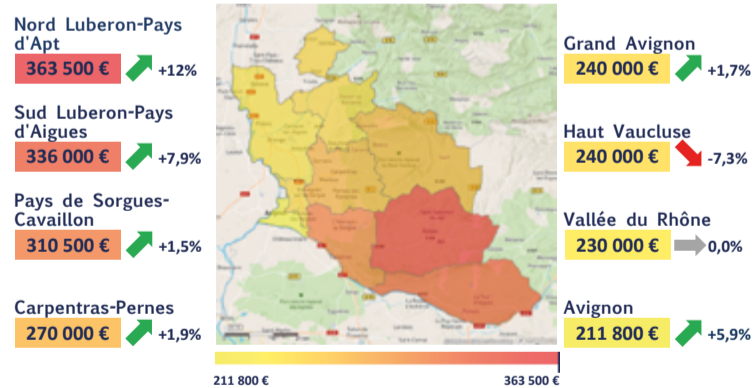 Nord Luberon-Pays
d'Apt
363 500 €
+12%
Sud Luberon-Pays
d'Aigues
336 000 €
+7,9%
Pays de Sorgues-
Cavaillon
310 500 €
+1,5%
Carpentras-Pernes
270 000 €
+1,9%
Grand Avignon
240 000 €
+1,7%
Haut Vaucluse
240 000 €
-7,3%
Vallée du Rhône
230 000 €
0,0%
Avignon
211 800 €
+5,9%
211 800 €
363 500 €